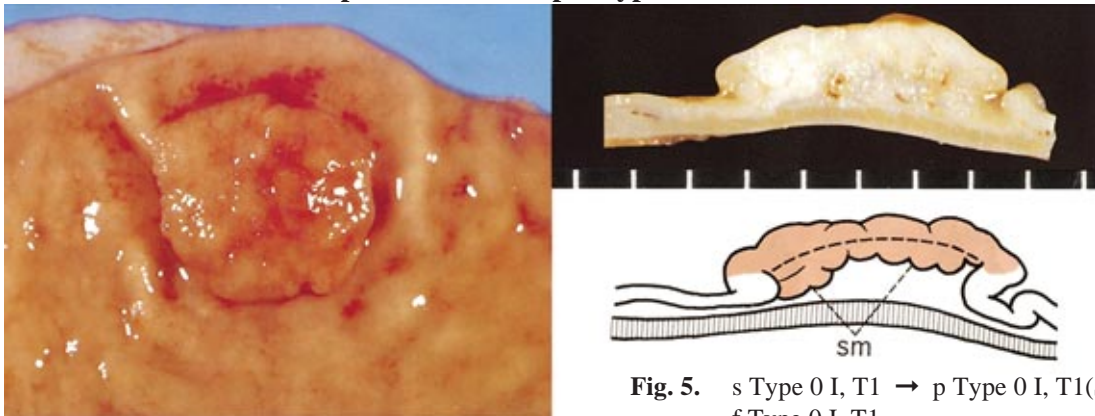 sm
Fig. 5. s Type 0 I, T1 → p Type 0 I, T1(
f Type 0 I, T1